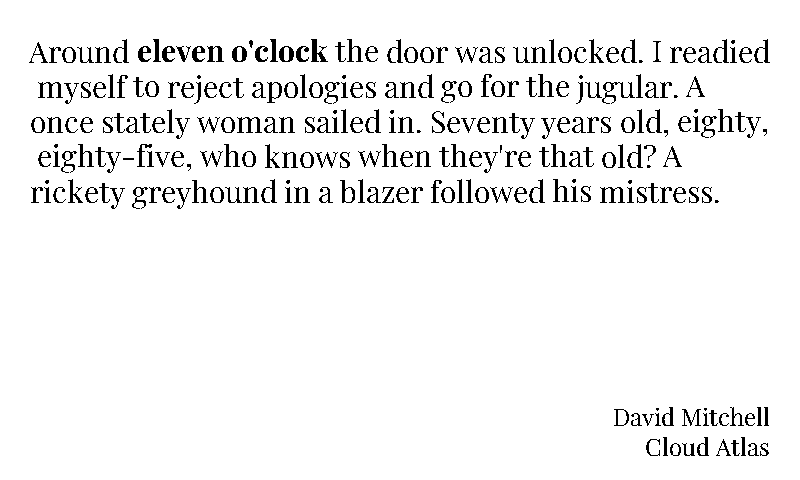 Around eleven o'clock the door was unlocked. I readied
myself to reject apologies and go for the jugular. A
once stately woman sailed in. Seventy years old, eighty,
eighty-five, who knows when they're that old? A
rickety greyhound in a blazer followed his mistress.
David Mitchell
Cloud Atlas